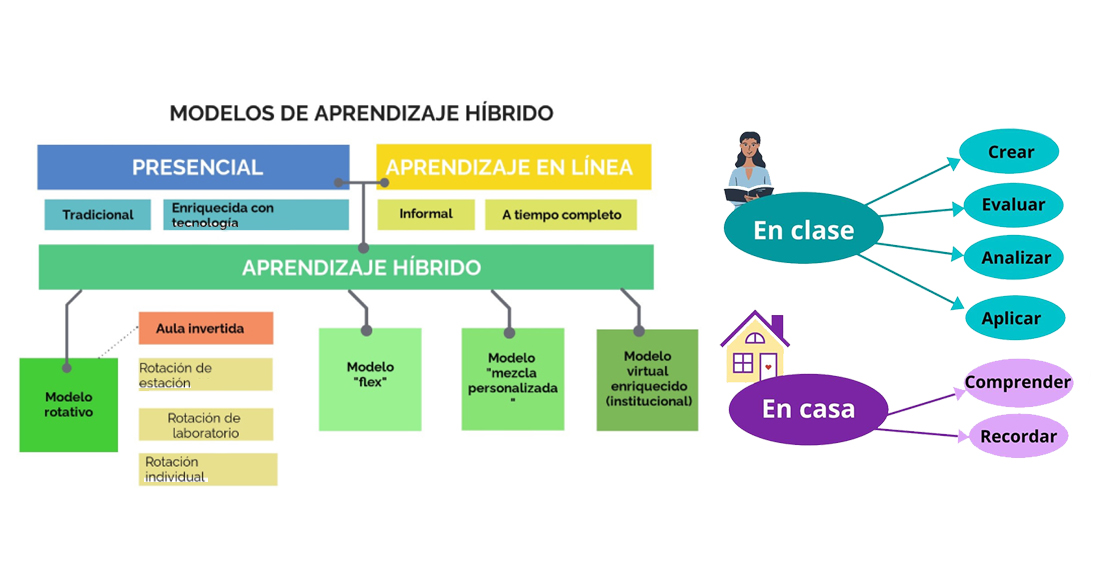 MODELOS DE APRENDIZAJE HÍBRIDO
PRESENCIAL
APRENDIZAJE EN LÍNEA
Tradicional
Enriquecida con
tecnología
Informal
A tiempo completo
APRENDIZAJE HÍBRIDO
Modelo
rotativo
Aula invertida
Rotación de
estación
Rotación de
laboratorio
Rotación
individual
Modelo
"flex"
Modelo
"mezcla
personalizada
"
Modelo
virtual
enriquecido
(institucional)
En clase
Crear
Evaluar
Analizar
Aplicar
En casa
Comprender
Recordar